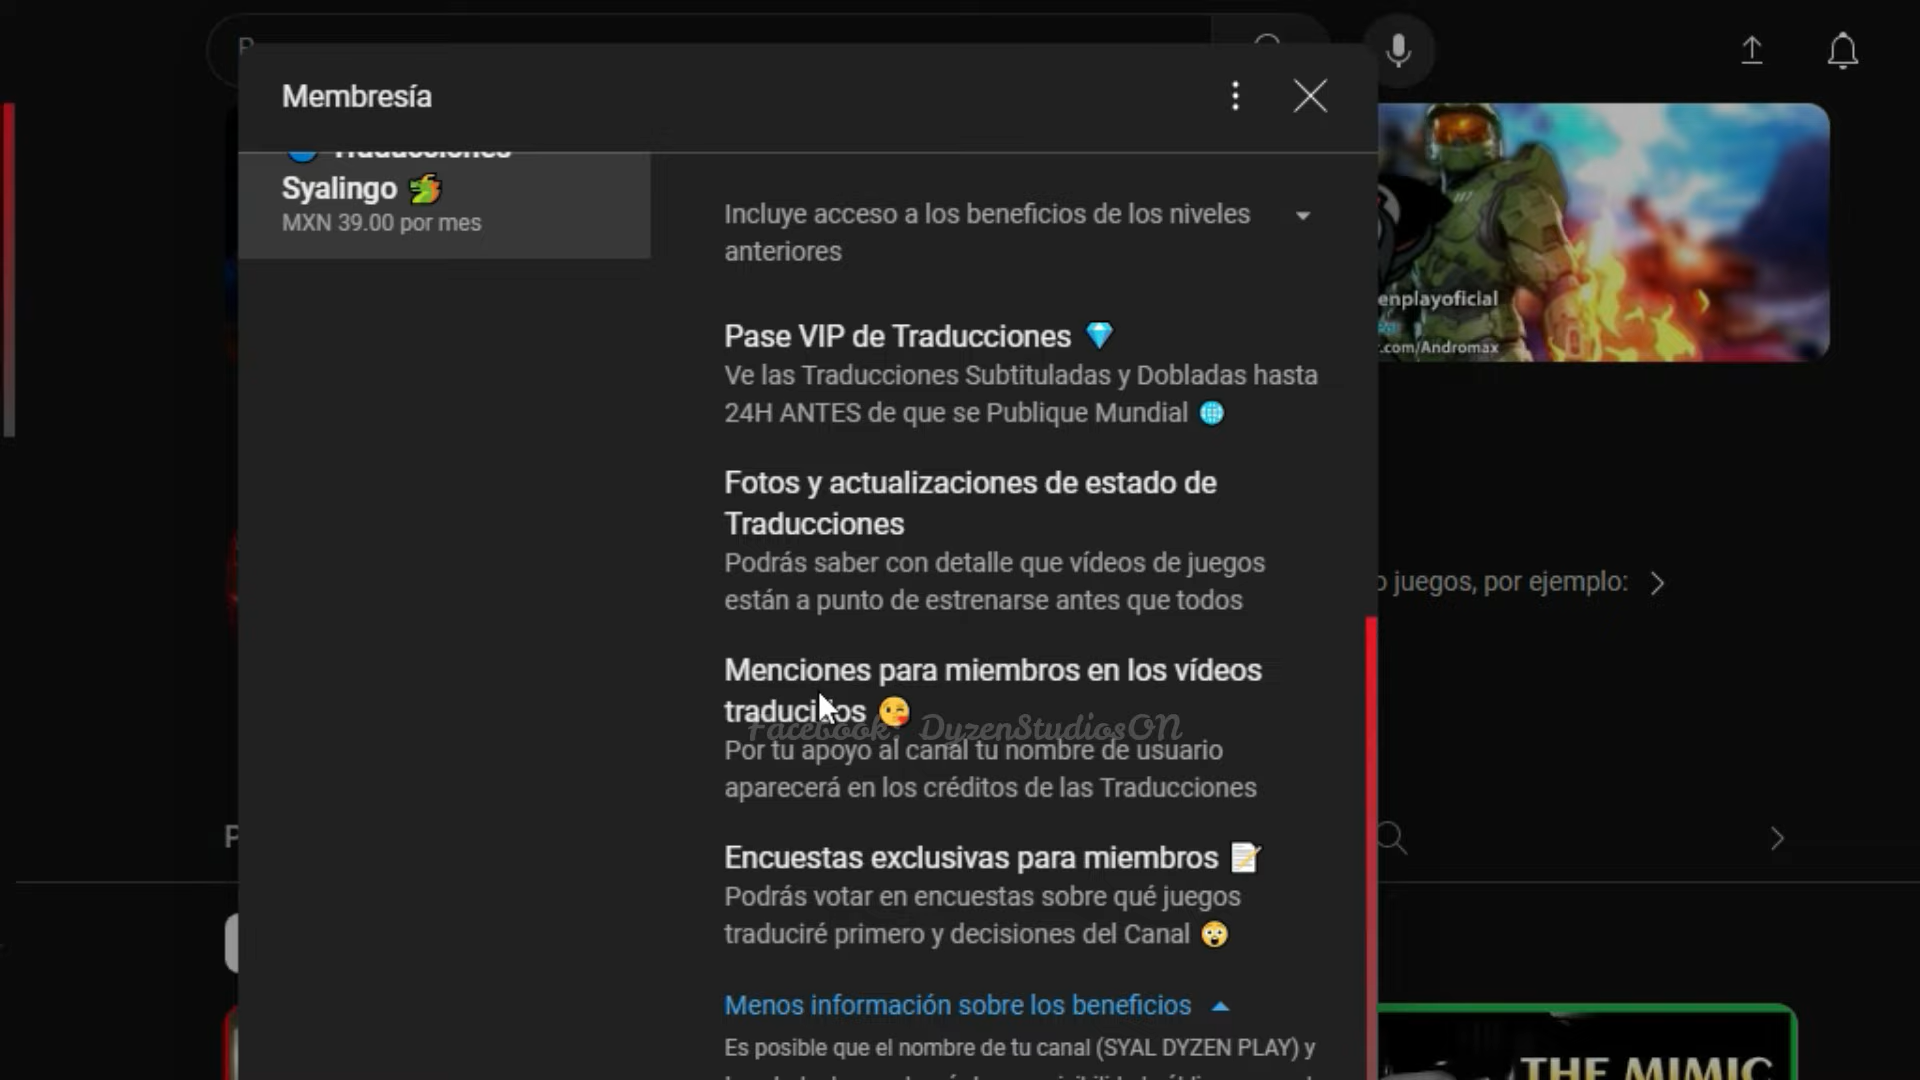 Membresía
Traducciones
Syalingo
MXN 39.00 por mes
Incluye acceso a los beneficios de los niveles
anteriores
Pase VIP de Traducciones
Ve las Traducciones Subtituladas y Dobladas hasta
24H ANTES de que se Publique Mundial
Fotos y actualizaciones de estado de
Traducciones
Podrás saber con detalle que vídeos de juegos
están a punto de estrenarse antes que todos
Menciones para miembros en los vídeos
traducidos
Facebook: DyzenStudiosON
Por tu apoyo al canal tu nombre de usuario
aparecerá en los créditos de las Traducciones
Encuestas exclusivas para miembros
Podrás votar en encuestas sobre qué juegos
traduciré primero y decisiones del Canal
Menos información sobre los beneficios
Es posible que el nombre de tu canal (SYAL DYZEN PLAY) y
enplayoficial
.com/Andromax
o juegos, por ejemplo:
THE MIMIC